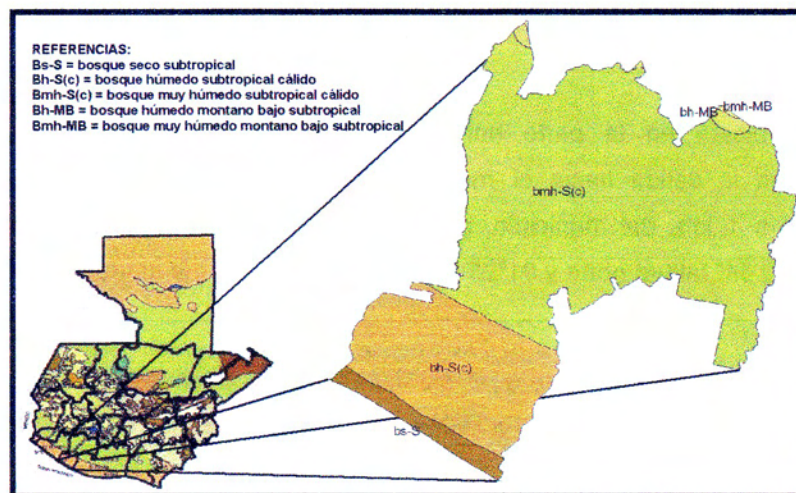 REFERENCIAS:
Bs-S = bosque seco subtropical
Bh-S(c) = bosque húmedo subtropical cálido
Bmh-S(c) = bosque muy húmedo subtropical cálido
Bh-MB = bosque húmedo montano bajo subtropical
Bmh-MB = bosque muy húmedo montano bajo subtropical
bh-MB
bmh-MB
bmh-S(c)
bh-S(c)
bs-S